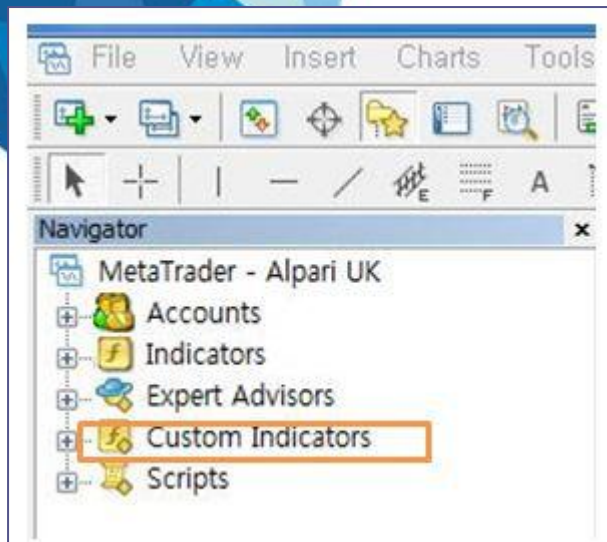 File View Insert Charts Tools
E F A
Navigator
MetaTrader - Alpari UK
Accounts
Indicators
Expert Advisors
Custom Indicators
Scripts